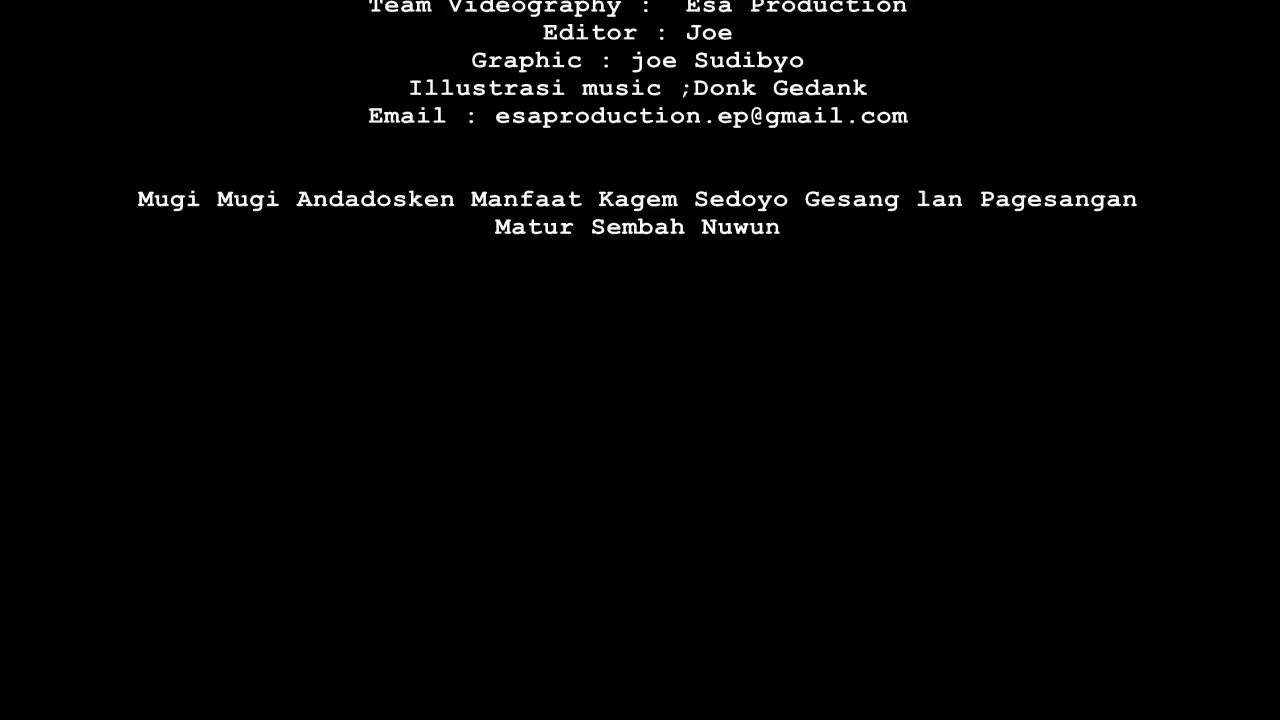 Team Videography :  Esa Production
Editor : Joe
Graphic : joe Sudibyo
Illustrasi music ;Donk Gedank
Email : esaproduction.ep@gmail.com
Mugi Mugi Andadosken Manfaat Kagem Sedoyo Gesang lan Pagesangan
Matur Sembah Nuwun